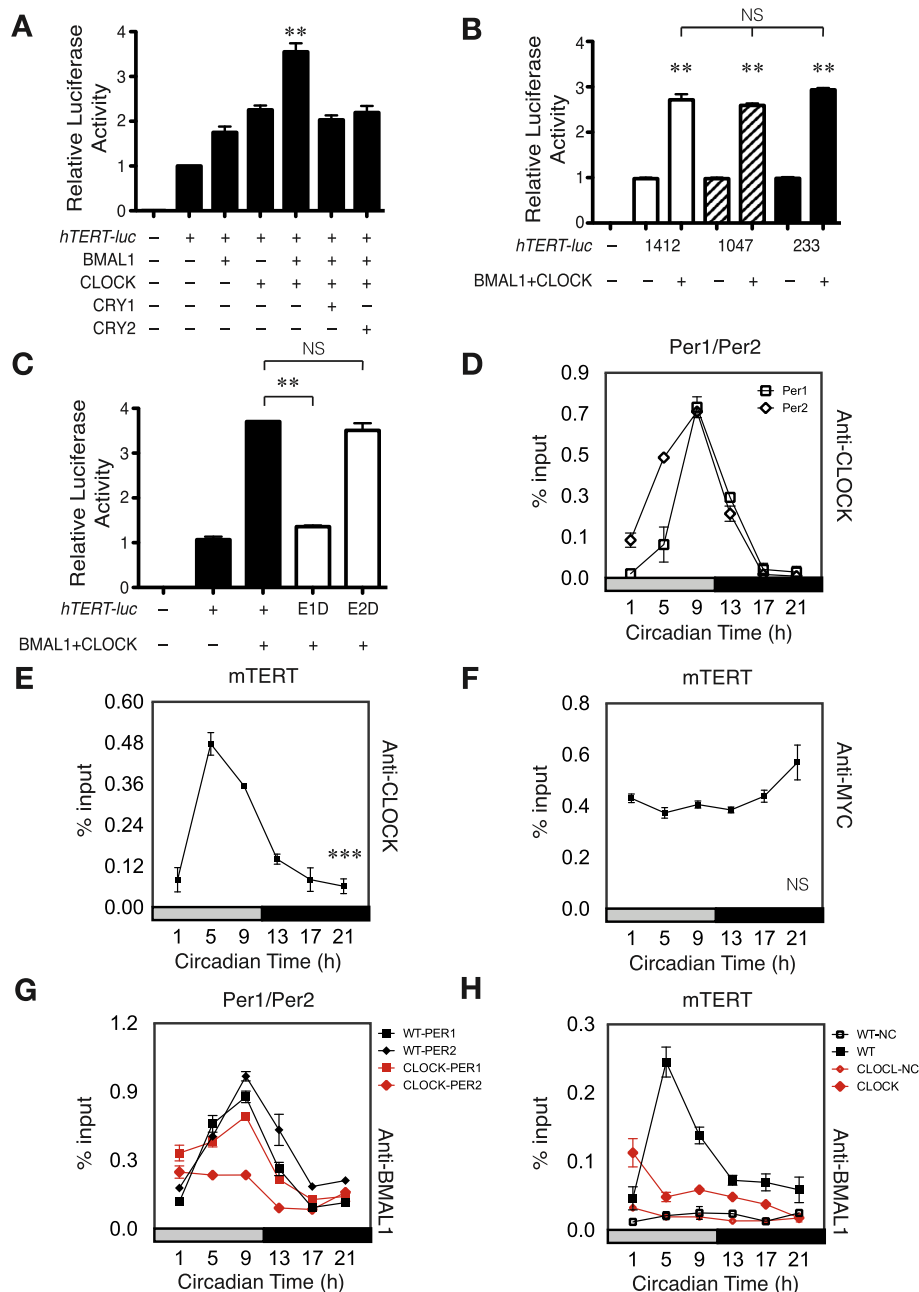 A
Relative Luciferase
Activity
4
3
2
1
0
**
hTERT-luc – + + + + + +
BMAL1 – – + – + + +
CLOCK – – – + + + +
CRY1 – – – – – + –
CRY2 – – – – – – +
B
Relative Luciferase
Activity
4
3
2
1
0
NS
** ** **
hTERT-luc – 1412 1047 233
BMAL1+CLOCK – – + – + – +
C
Relative Luciferase
Activity
4
3
2
1
0
NS
**
hTERT-luc – + + E1D E2D
BMAL1+CLOCK – – + + +
D
Per1/Per2
% input
0.9
0.7
0.3
0.1
0.0
Per1
Per2
Anti-CLOCK
1 5 9 13 17 21
Circadian Time (h)
E
mTERT
% input
0.60
0.48
0.36
0.24
0.12
0.00
***
Anti-CLOCK
1 5 9 13 17 21
Circadian Time (h)
F
mTERT
% input
0.8
0.6
0.4
0.2
0.0
NS
Anti-MYC
1 5 9 13 17 21
Circadian Time (h)
G
Per1/Per2
% input
1.2
0.9
0.3
0.0
WT-PER1
WT-PER2
CLOCK-PER1
CLOCK-PER2
Anti-BMAL1
1 5 9 13 17 21
Circadian Time (h)
H
mTERT
% input
0.3
0.2
0.1
0.0
WT-NC
WT
CLOCL-NC
CLOCK
Anti-BMAL1
1 5 9 13 17 21
Circadian Time (h)